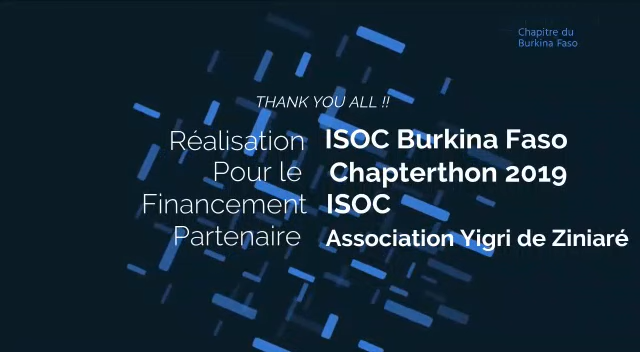 Chapitre du
Burkina Faso
THANK YOU ALL !!
Réalisation ISOC Burkina Faso
Pour le Chapterthon 2019
Financement ISOC
Partenaire Association Yigri de Ziniaré